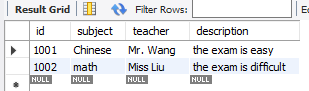 Result Grid Filter Rows: Ed
id subject teacher description
1001 Chinese Mr. Wang the exam is easy
1002 math Miss Liu the exam is difficult
NULL NULL NULL NULL